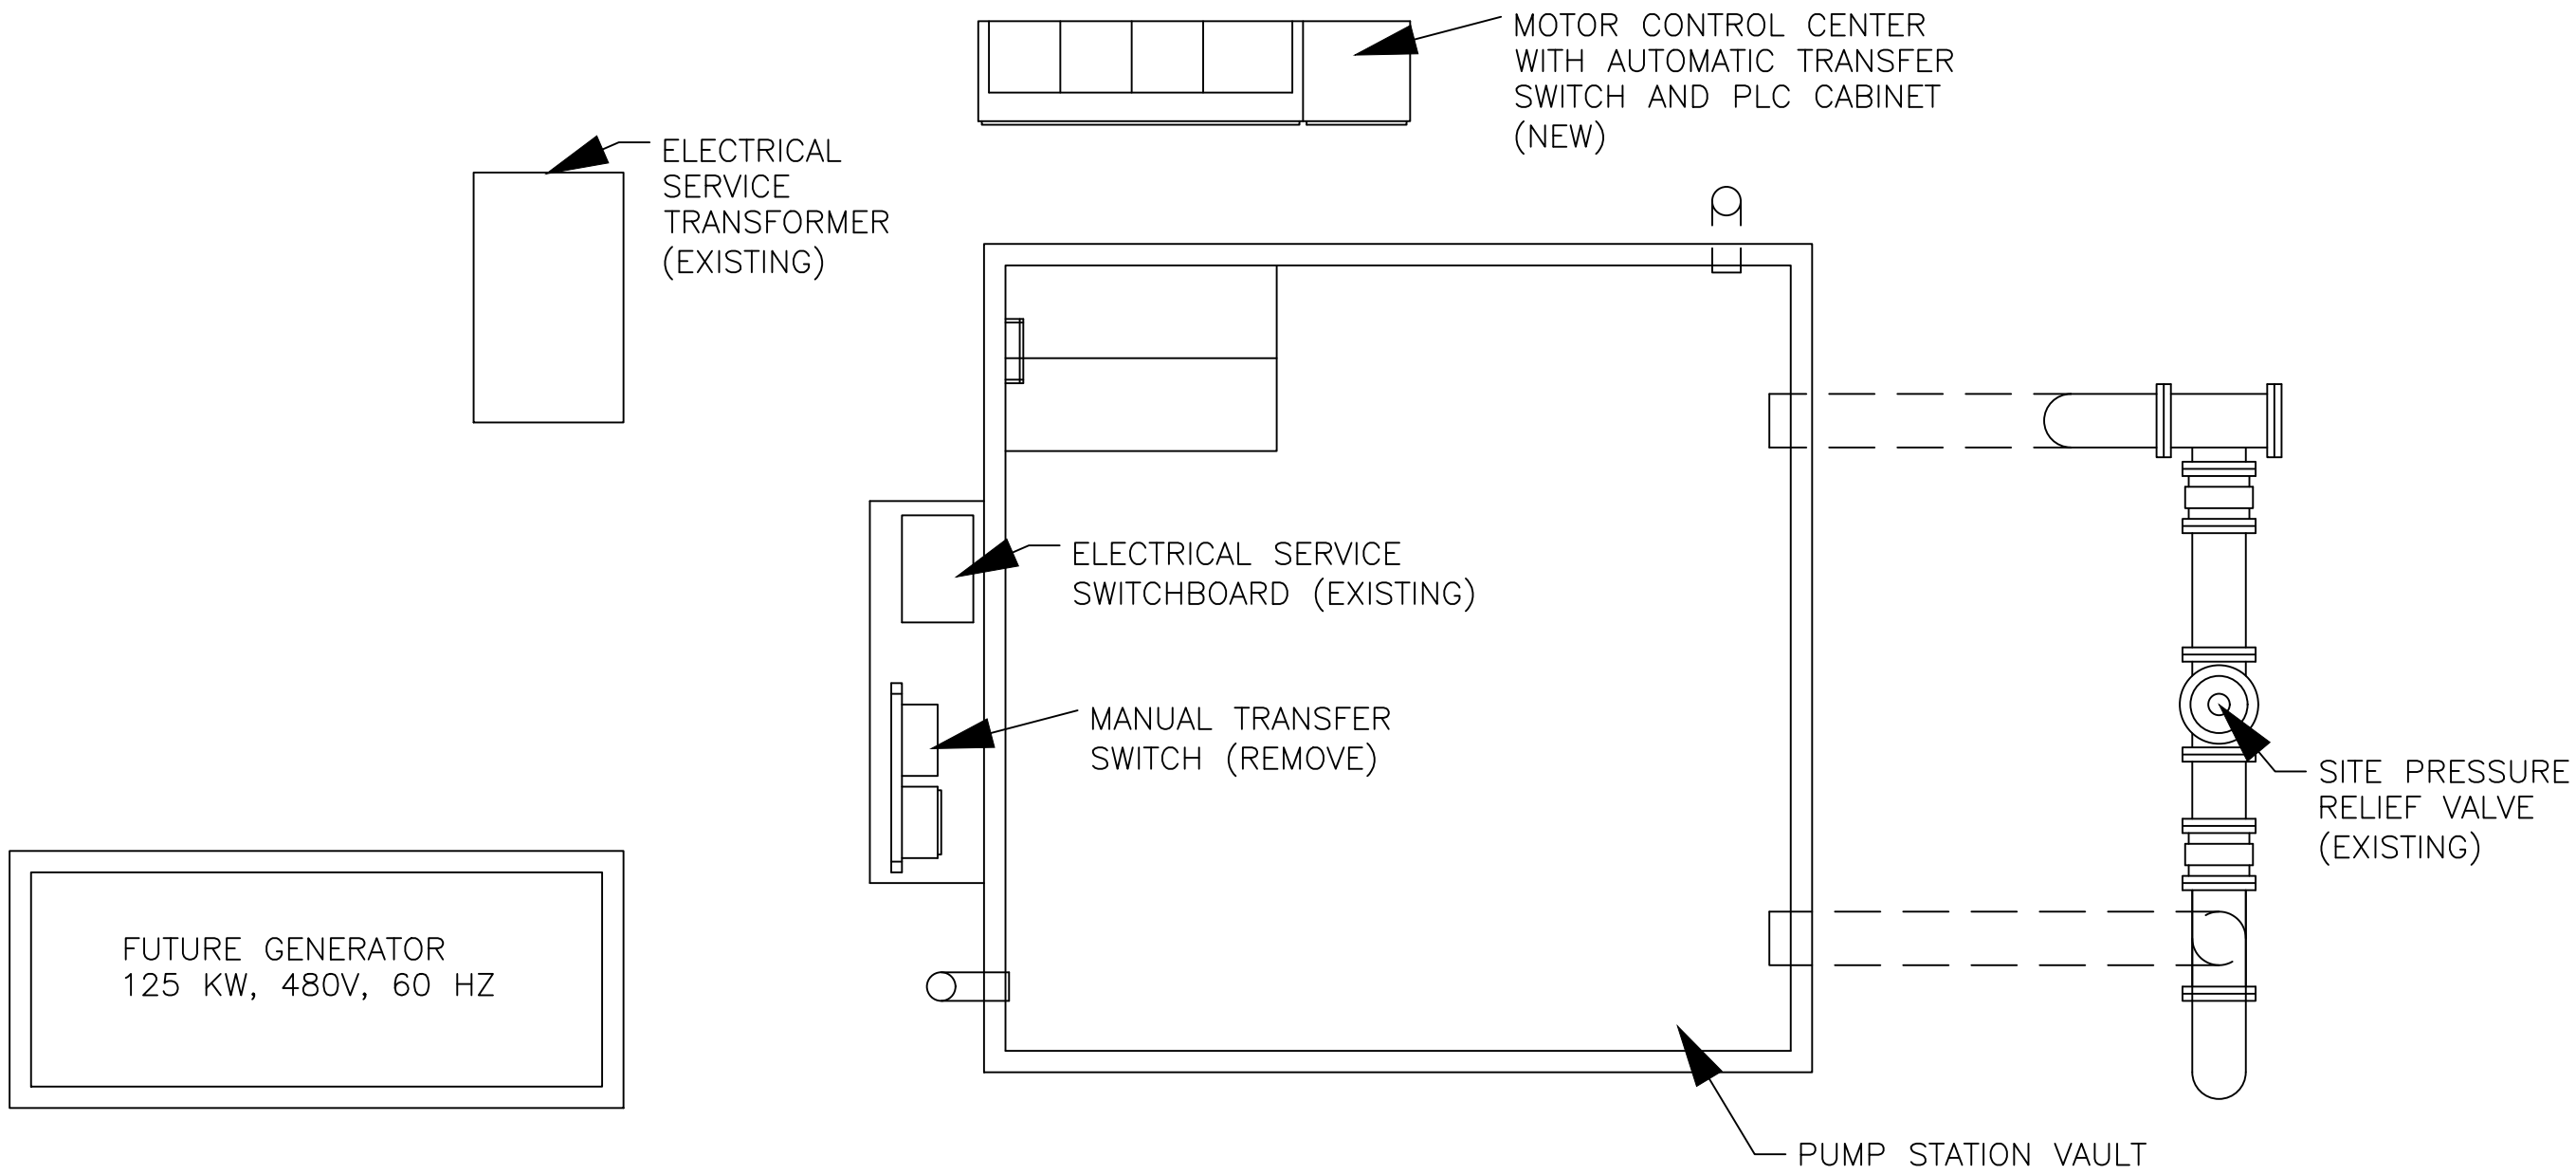 MOTOR CONTROL CENTER
WITH AUTOMATIC TRANSFER
SWITCH AND PLC CABINET
(NEW)
ELECTRICAL
SERVICE
TRANSFORMER
(EXISTING)
ELECTRICAL SERVICE
SWITCHBOARD (EXISTING)
MANUAL TRANSFER
SWITCH (REMOVE)
SITE PRESSURE
RELIEF VALVE
(EXISTING)
FUTURE GENERATOR
125 KW, 480V, 60 HZ
PUMP STATION VAULT